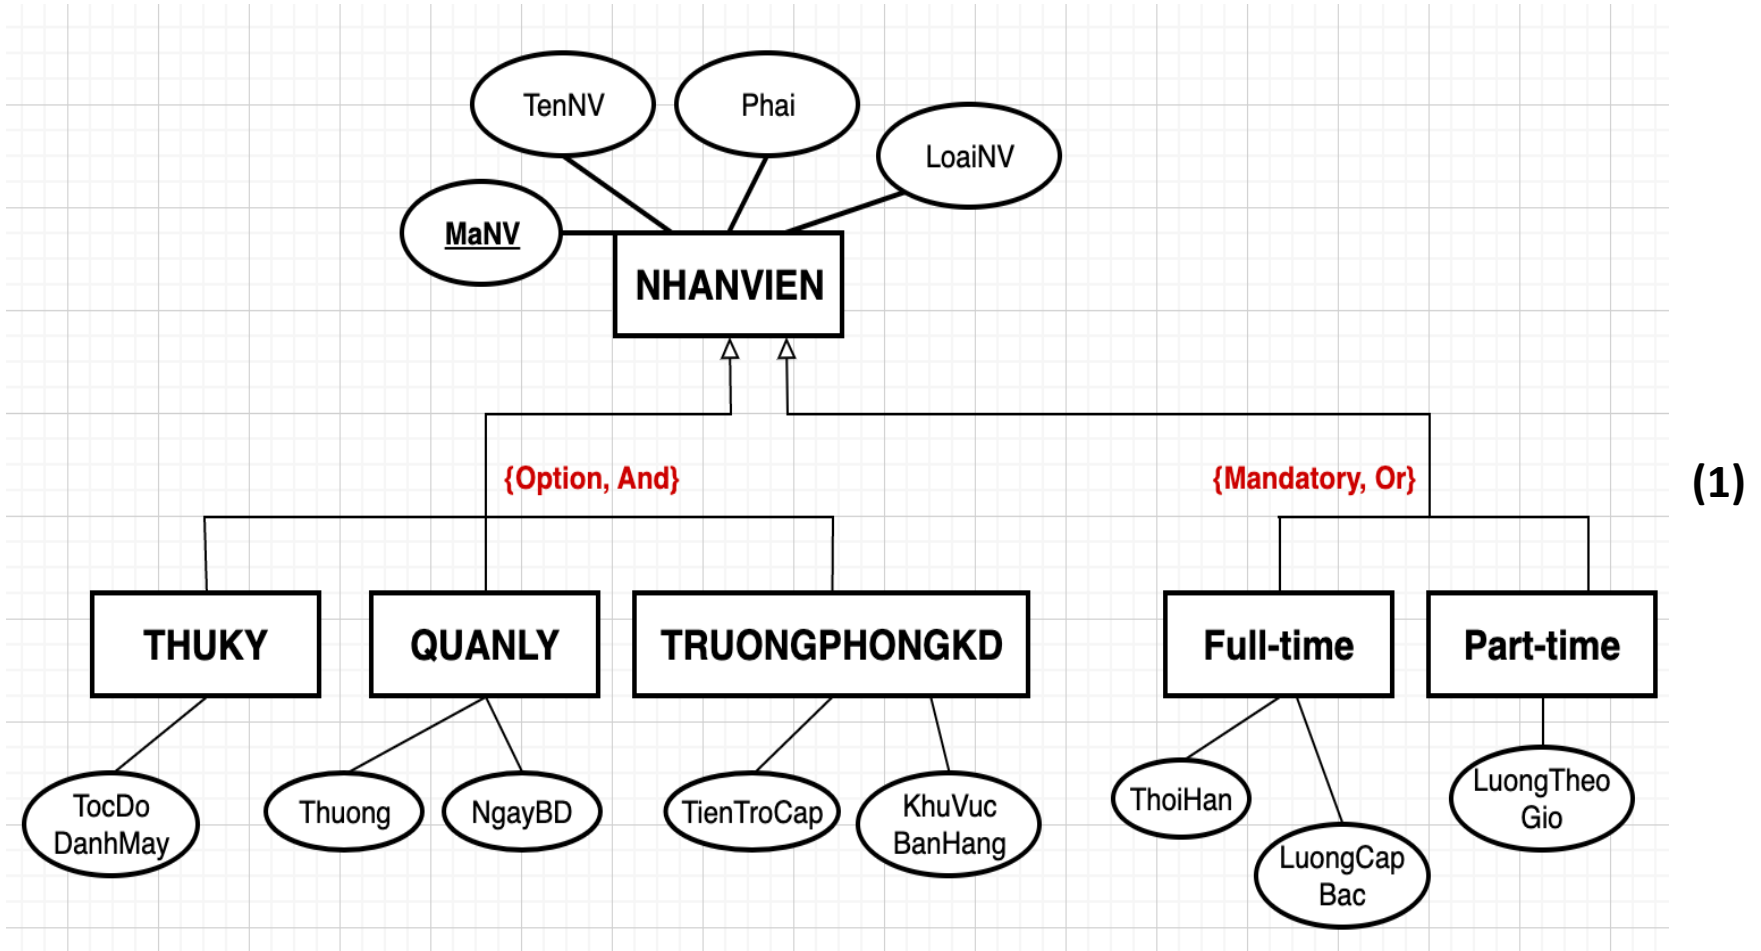 TenNV
Phai
LoaiNV
MaNV
NHANVIEN
{Option, And}
{Mandatory, Or}
(1)
THUKY
QUANLY
TRUONGPHONGKD
Full-time
Part-time
TocDo
DanhMay
Thuong
NgayBD
TienTroCap
KhuVuc
BanHang
ThoiHan
LuongCap
Bac
LuongTheo
Gio